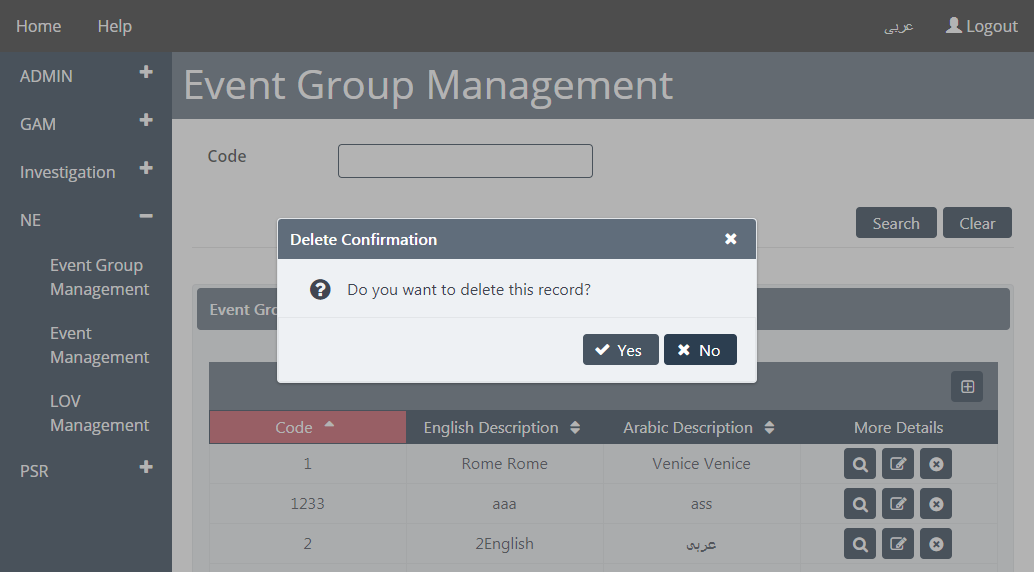 Home Help عربى Logout
ADMIN
GAM
Investigation
NE
Event Group
Management
Event
Management
LOV
Management
PSR
Event Group Management
Code
Search Clear
Delete Confirmation
Do you want to delete this record?
Yes No
Event
Code English Description Arabic Description More Details
1 Rome Rome Venice Venice
1233 aaa ass
2 2English عربى